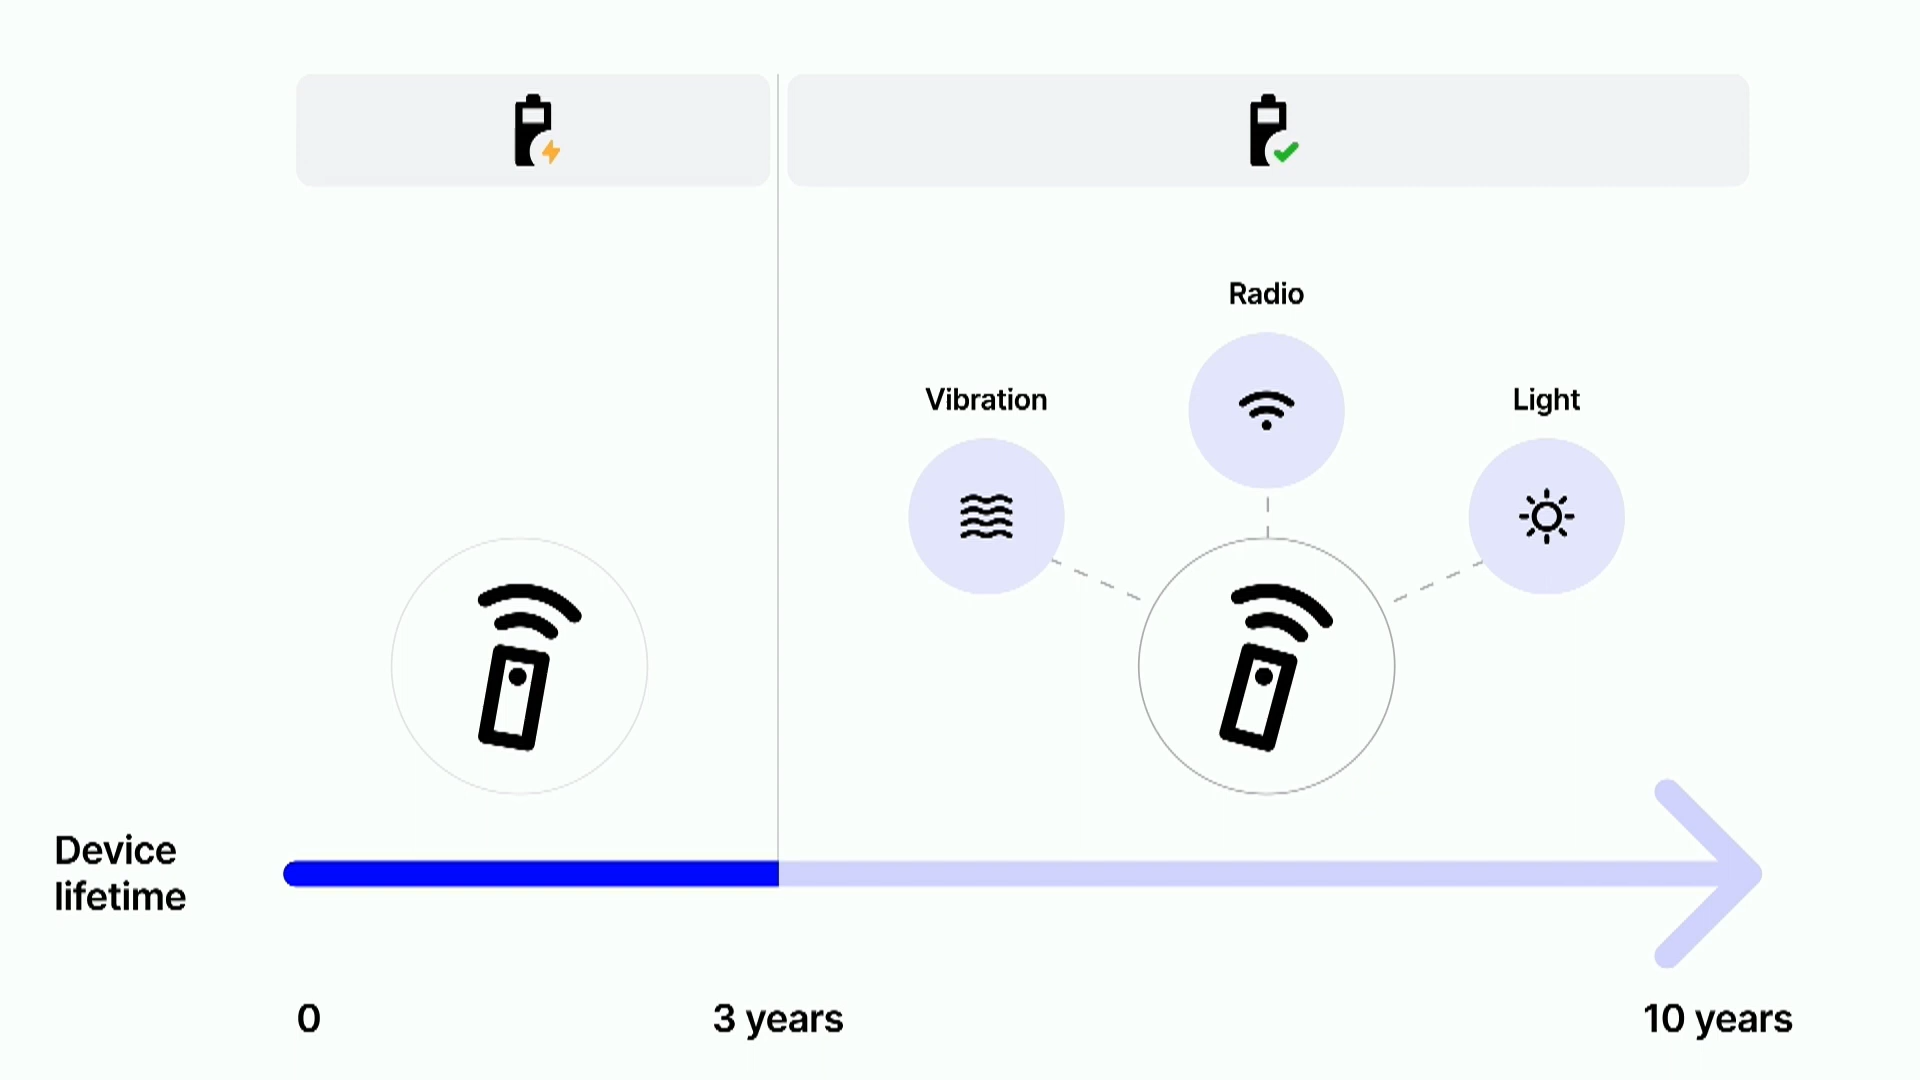 Radio
Vibration
Light
Device
lifetime
0
3 years
10 years